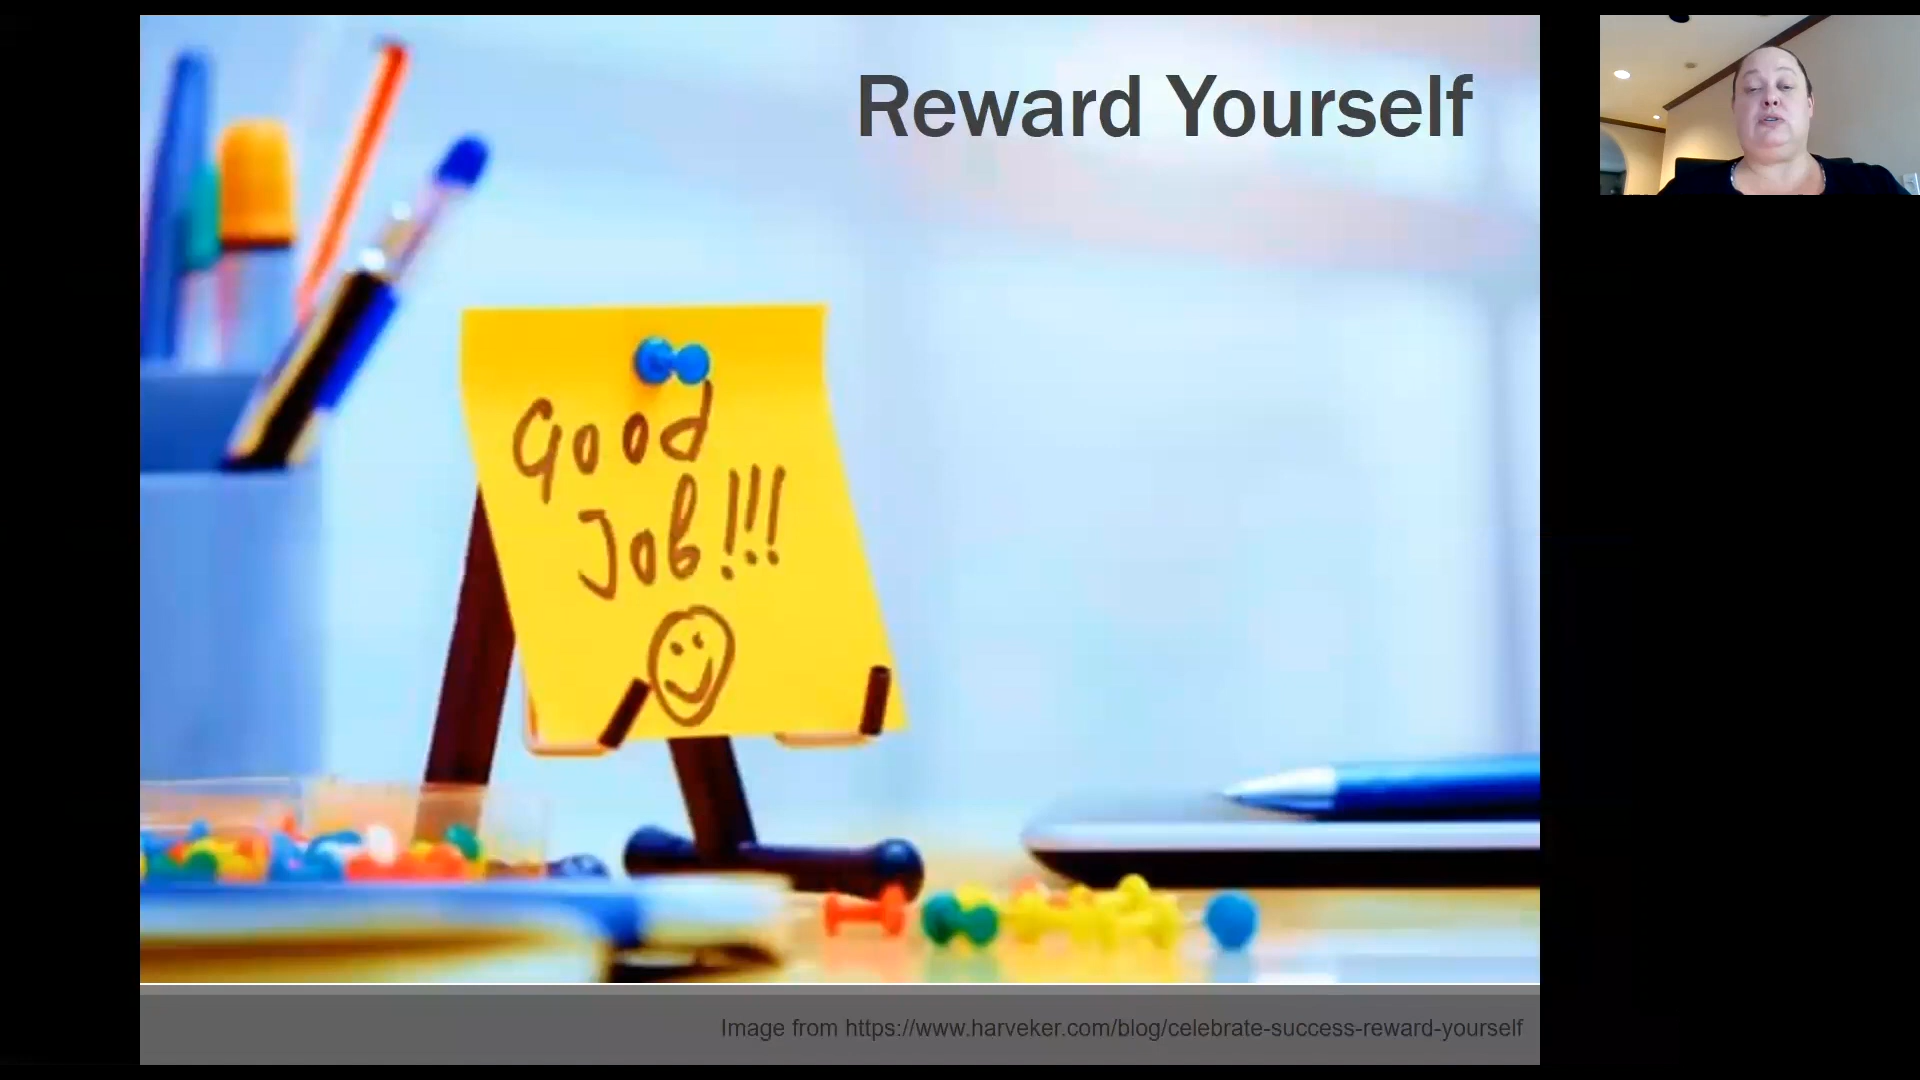 Reward Yourself
Good
Job!!!
Image from https://www.harveker.com/blog/celebrate-success-reward-yourself